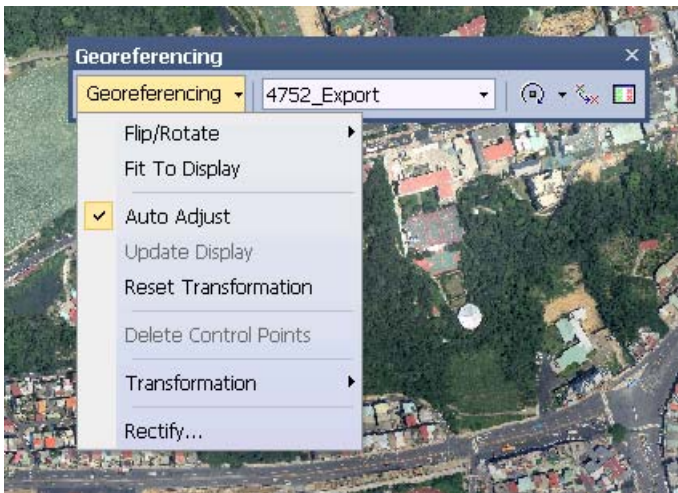 Georeferencing
Georeferencing 4752_Export
Flip/Rotate
Fit To Display
Auto Adjust
Update Display
Reset Transformation
Delete Control Points
Transformation
Rectify...